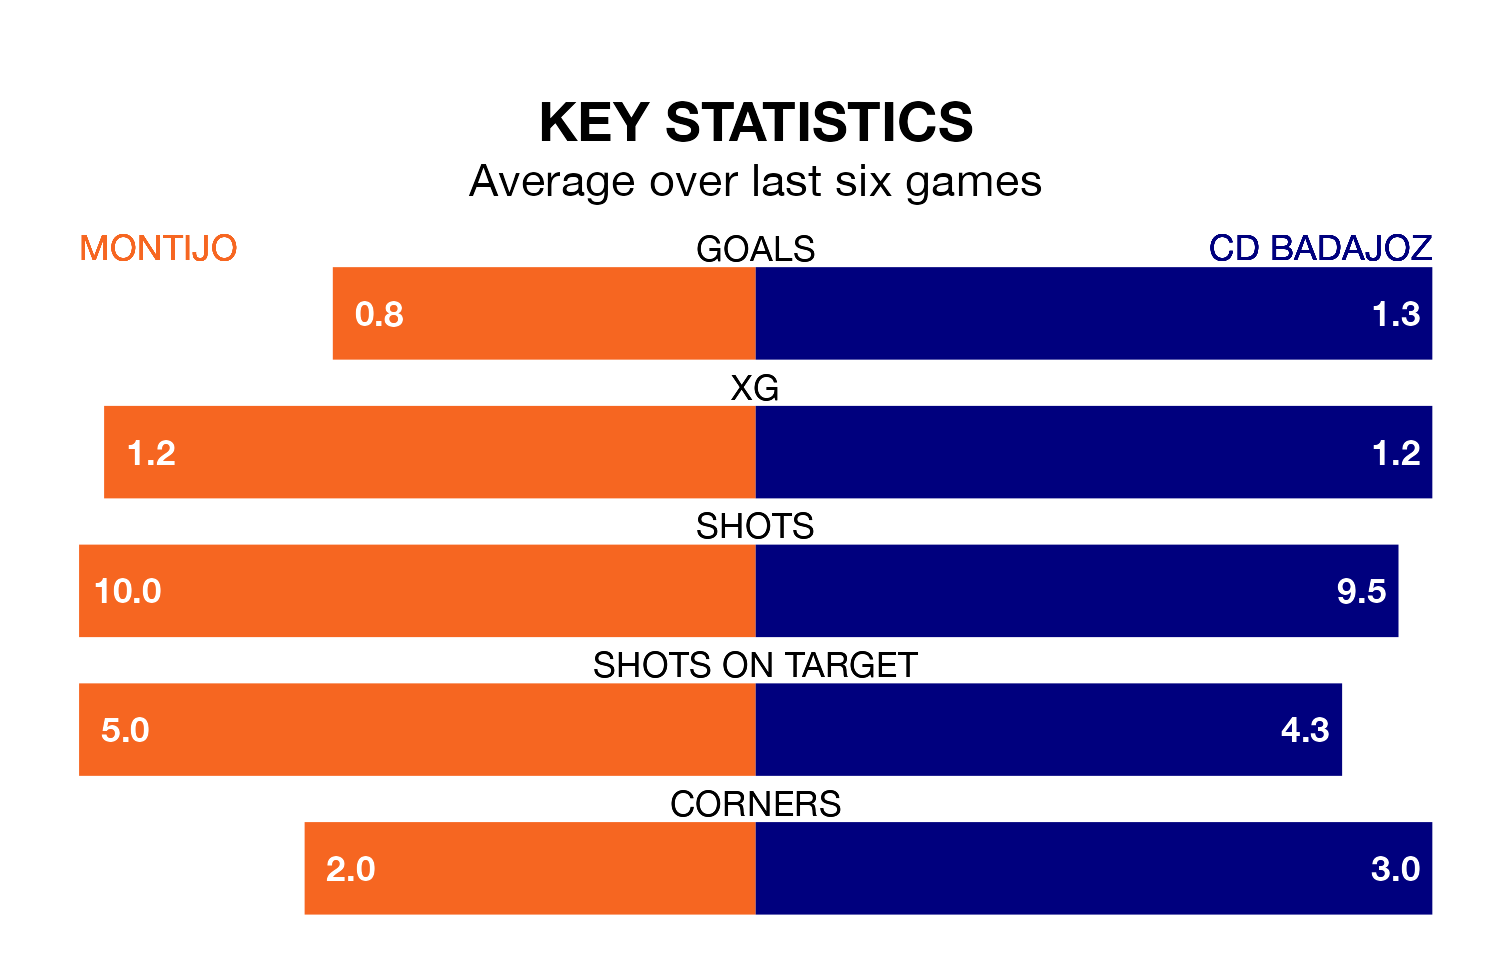 KEY STATISTICS
Average over last six games
MONTIJO GOALS CD BADAJOZ
0.8 1.3
XG
1.2 1.2
SHOTS
10.0 9.5
SHOTS ON TARGET
5.0 4.3
CORNERS
2.0 3.0